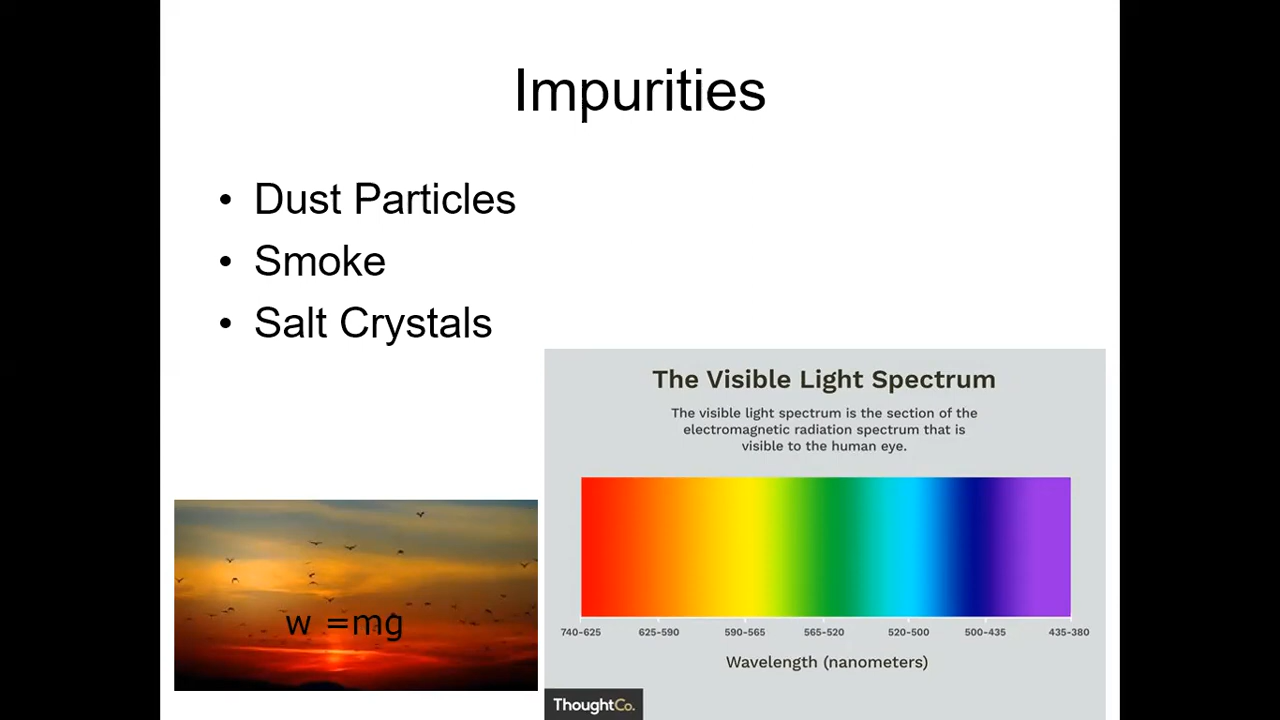 Impurities
• Dust Particles
• Smoke
• Salt Crystals
The Visible Light Spectrum
The visible light spectrum is the section of the
electromagnetic radiation spectrum that is
visible to the human eye.
740-625 625-590 590-565 565-520 520-500 500-435 435-380
Wavelength (nanometers)
ThoughtCo.
w =mg